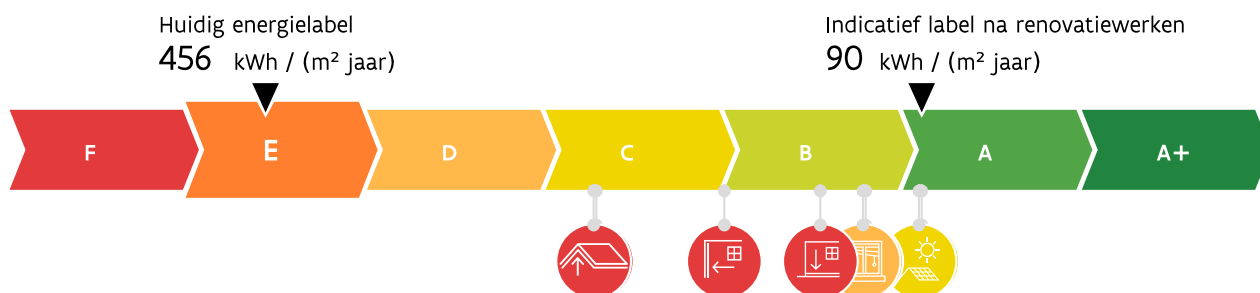 Huidig energielabel
456 kWh / (m² jaar)
Indicatief label na renovatiewerken
90 kWh / (m² jaar)
F E D C B A A+